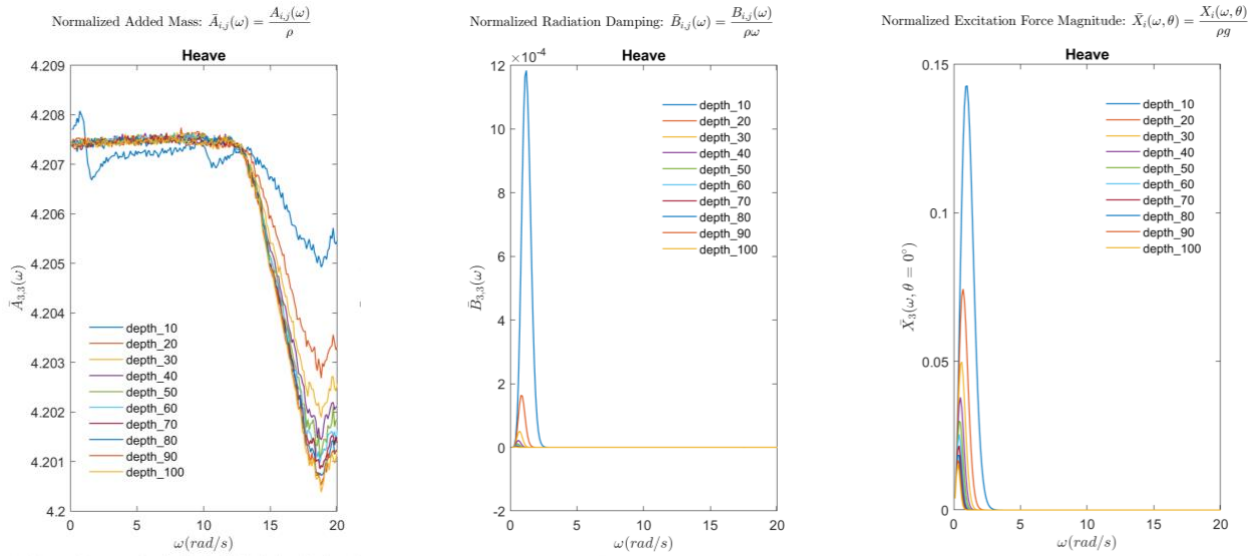 Normalized Added Mass: Ā_{i,j}(ω) = A_{i,j}(ω) / ρ
Heave
4.209
4.208
4.207
4.206
4.205
4.204
4.203
4.202
4.201
4.2
Ā_{3,3}(ω)
depth_10
depth_20
depth_30
depth_40
depth_50
depth_60
depth_70
depth_80
depth_90
depth_100
0 5 10 15 20
ω(rad/s)
Normalized Radiation Damping: B̄_{i,j}(ω) = B_{i,j}(ω) / ρω
Heave
×10⁻⁴
12
10
8
6
4
2
0
-2
B̄_{3,3}(ω)
depth_10
depth_20
depth_30
depth_40
depth_50
depth_60
depth_70
depth_80
depth_90
depth_100
0 5 10 15 20
ω(rad/s)
Normalized Excitation Force Magnitude: X̄_i(ω, θ) = X_i(ω, θ) / ρg
Heave
0.15
0.1
0.05
0
X̄_3(ω, θ = 0°)
depth_10
depth_20
depth_30
depth_40
depth_50
depth_60
depth_70
depth_80
depth_90
depth_100
0 5 10 15 20
ω(rad/s)